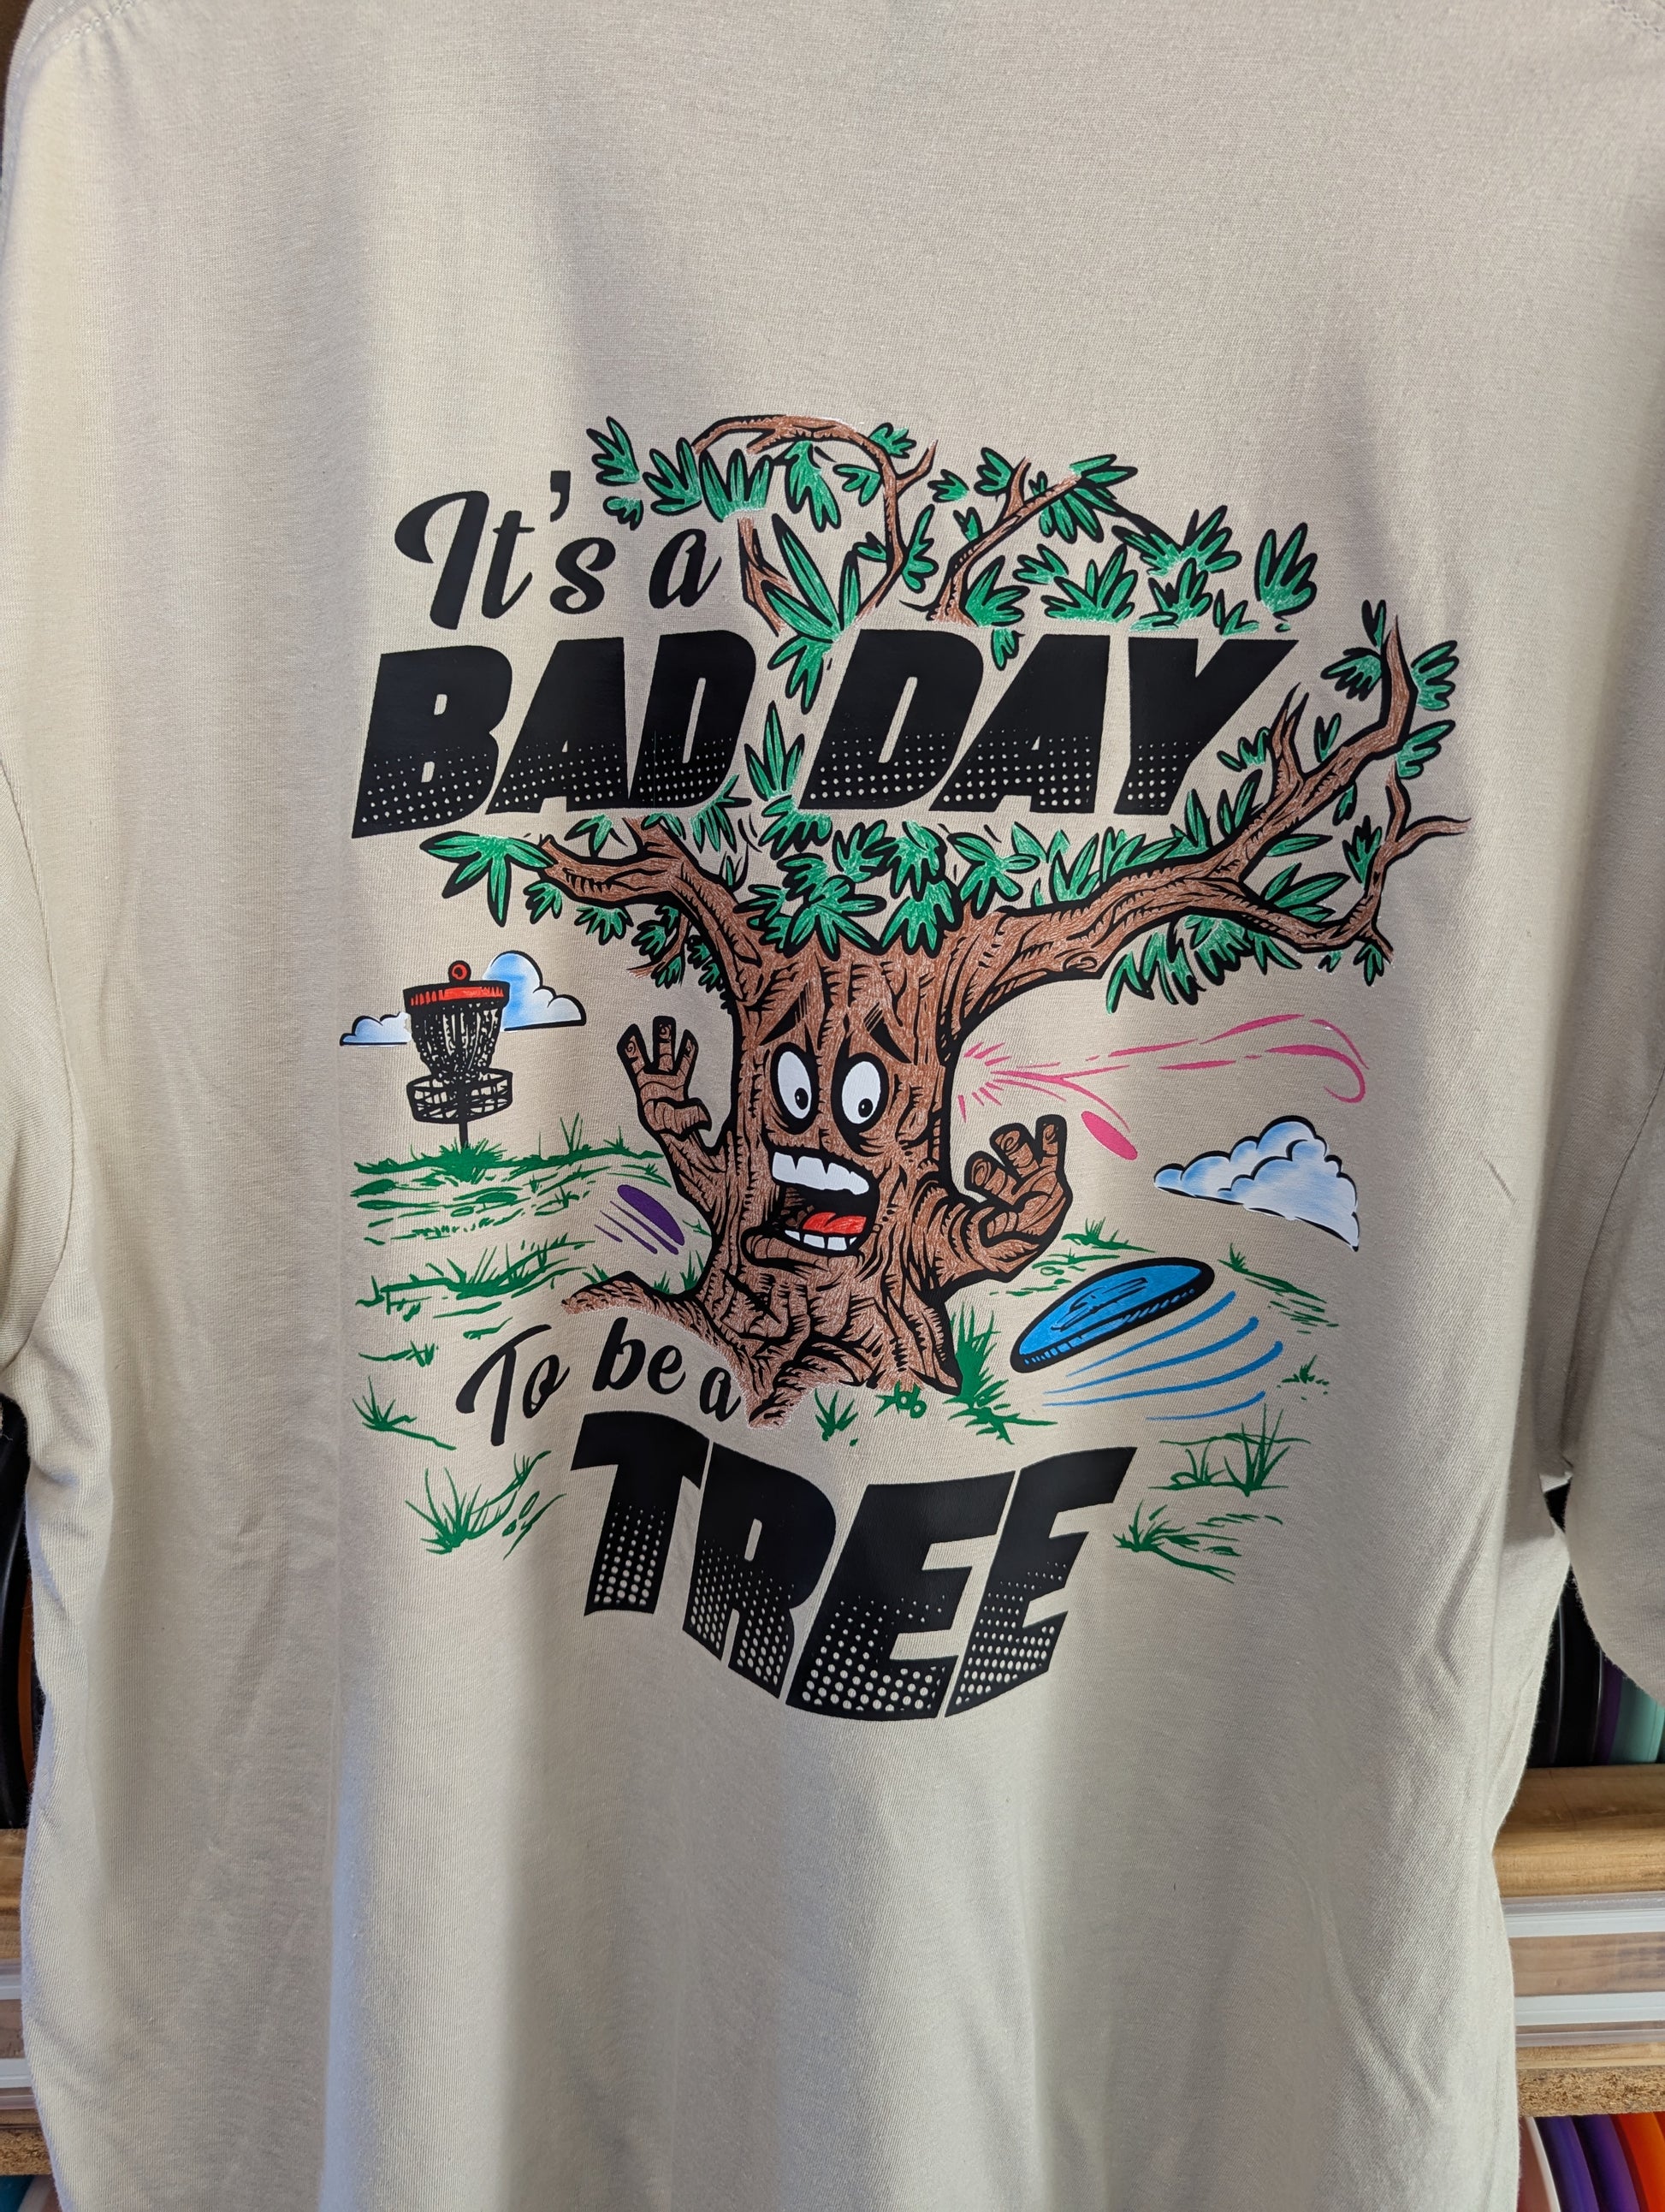 It's a
BAD DAY
To be a
TREE